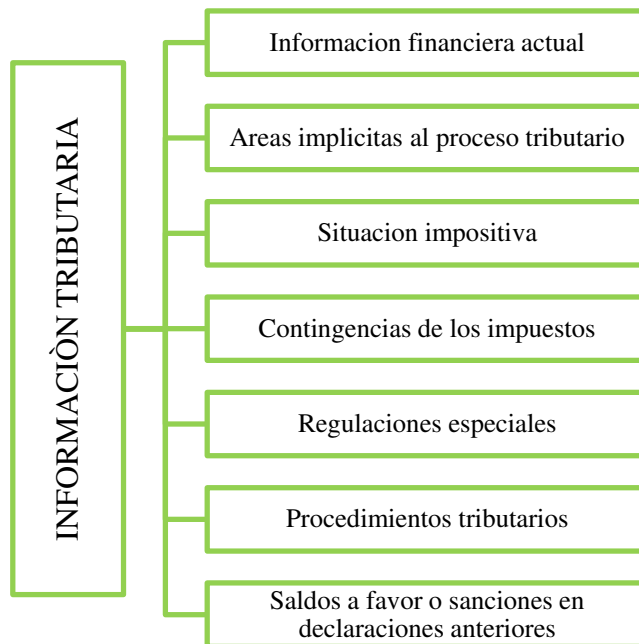 INFORMACIÒN TRIBUTARIA
Informacion financiera actual
Areas implicitas al proceso tributario
Situacion impositiva
Contingencias de los impuestos
Regulaciones especiales
Procedimientos tributarios
Saldos a favor o sanciones en
declaraciones anteriores